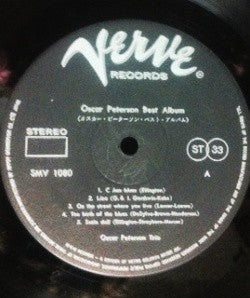 Verve
RECORDS
®
Oscar Peterson Best Album
(オスカー・ピーターソン・ベスト・アルバム)
STEREO
ST 33
SMV 1080
A
1. C Jam blues (Ellington)
2. Liza (G. & I. Gershwin-Kahn)
3. On the street where you live (Lerner-Loewe)
4. The birth of the blues (DeSylva-Brown-Henderson)
5. Satin doll (Ellington-Strayhorn-Mercer)
Oscar Peterson Trio